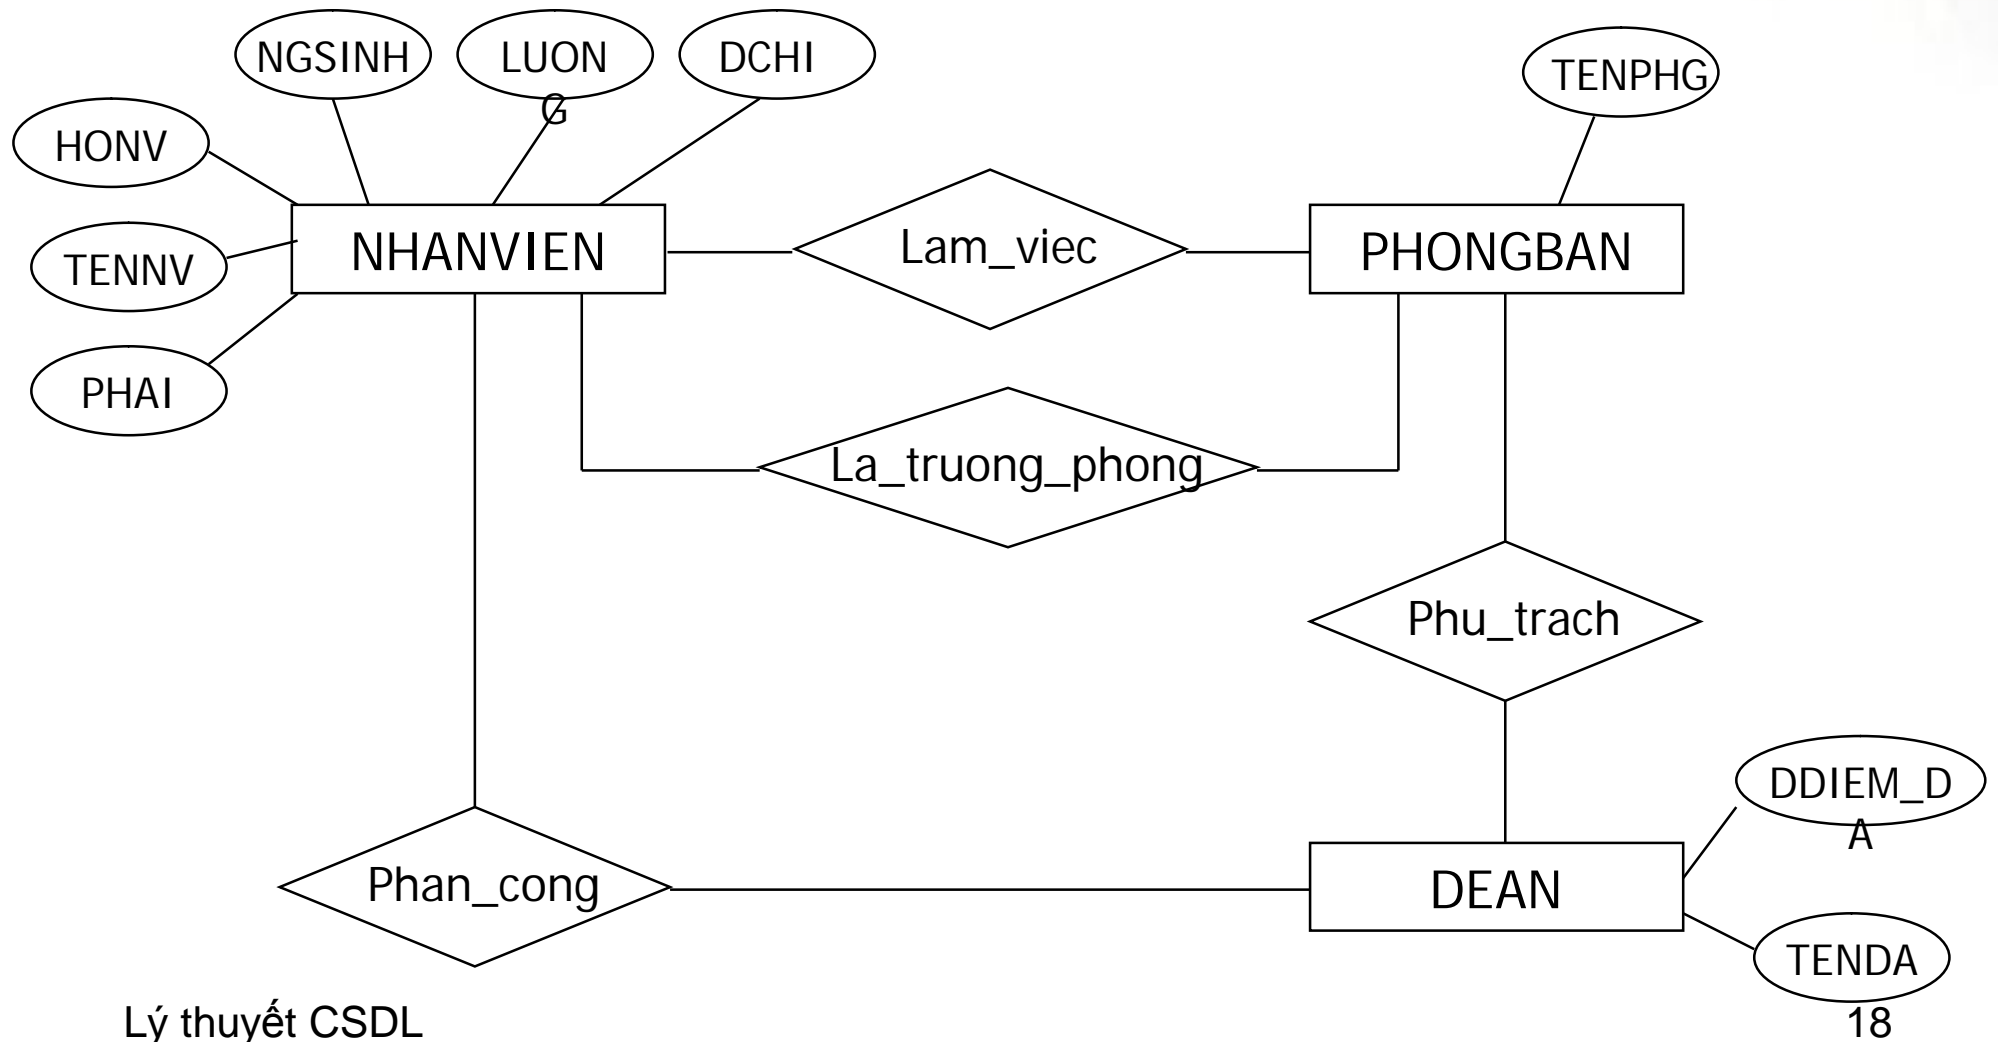 NGSINH
LUON
G
DCHI
TENPHG
HONV
TENNV
NHANVIEN
Lam_viec
PHONGBAN
PHAI
La_truong_phong
Phu_trach
DDIEM_D
A
Phan_cong
DEAN
TENDA
Lý thuyết CSDL
18